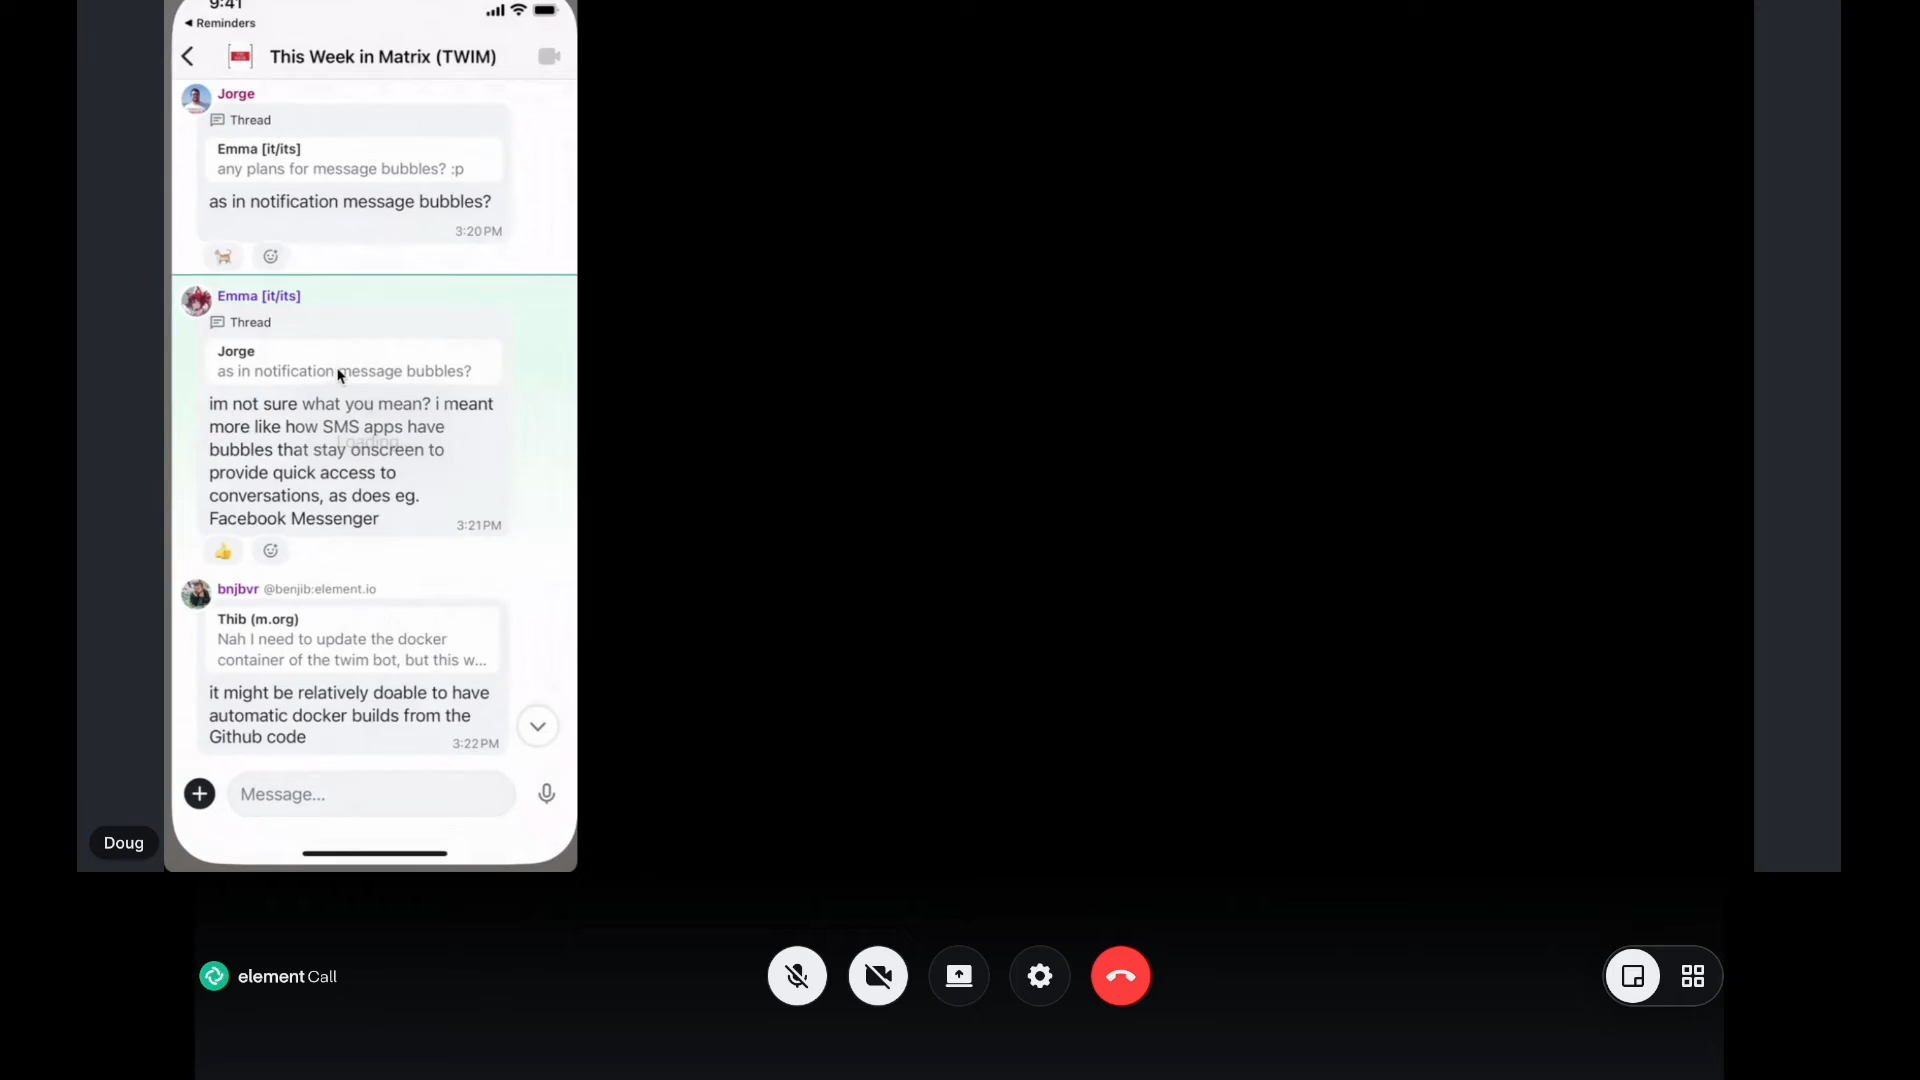 9:41
Reminders
This Week in Matrix (TWIM)
Jorge
Thread
Emma [it/its]
any plans for message bubbles? :p
as in notification message bubbles?
3:20 PM
Emma [it/its]
Thread
Jorge
as in notification message bubbles?
im not sure what you mean? i meant
more like how SMS apps have
Loading...
bubbles that stay onscreen to
provide quick access to
conversations, as does eg.
Facebook Messenger
3:21 PM
bnjbvr @benjib:element.io
Thib (m.org)
Nah I need to update the docker
container of the twim bot, but this w...
it might be relatively doable to have
automatic docker builds from the
Github code
3:22 PM
Message...
Doug
element Call